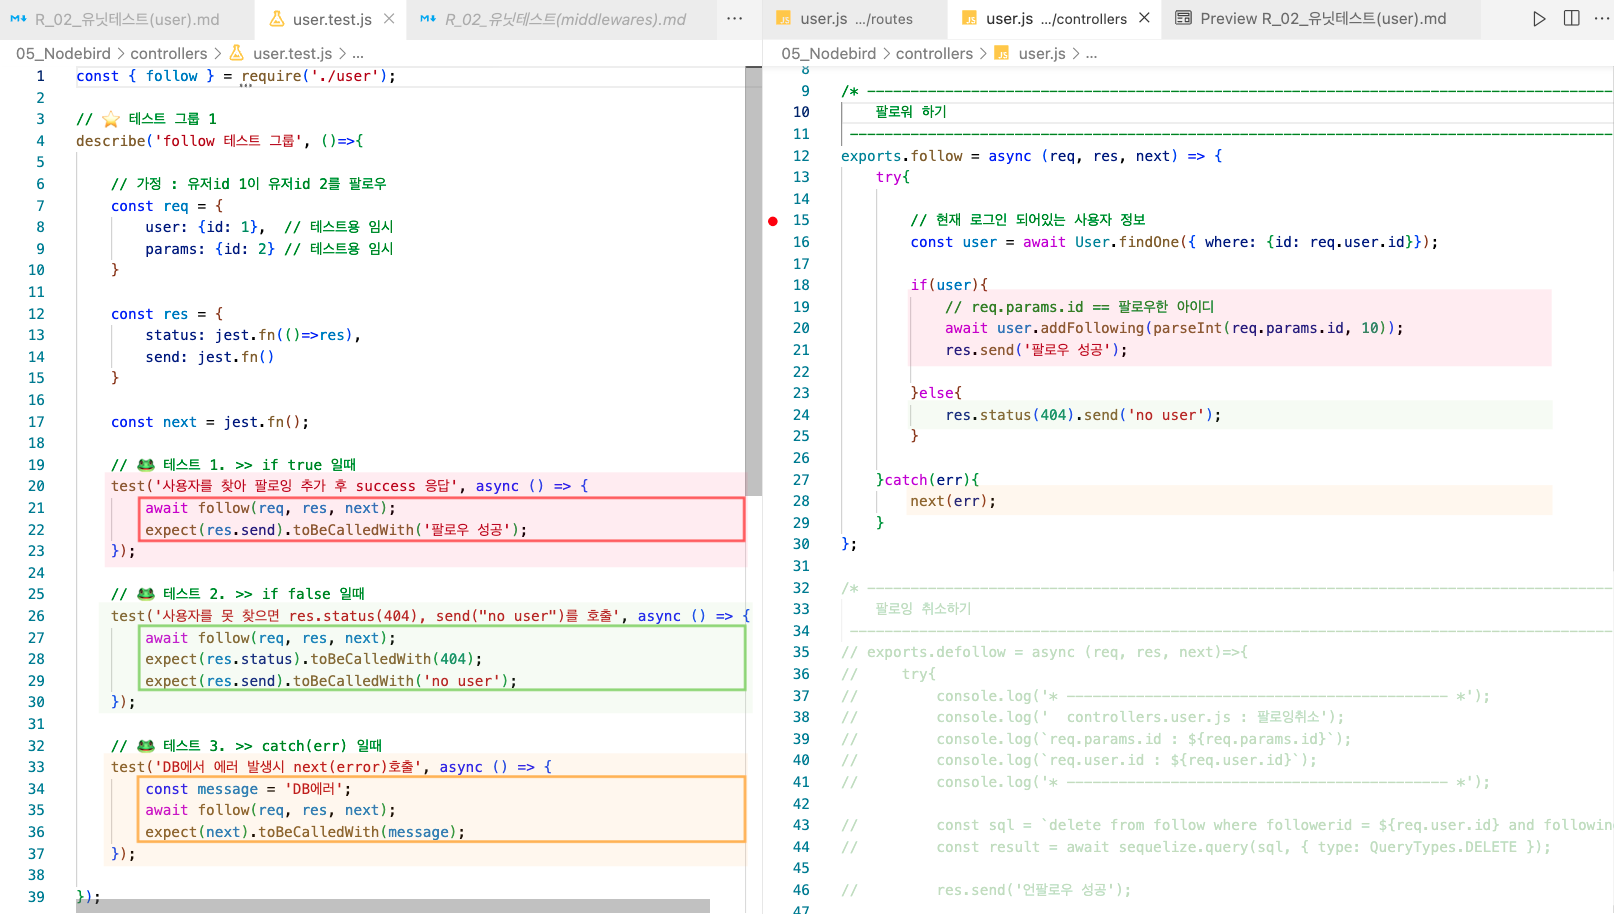 R_02_유닛테스트(user).md
user.test.js
R_02_유닛테스트(middlewares).md
05_Nodebird > controllers > user.test.js > ...
1 const { follow } = require('./user');
2
3 // ⭐ 테스트 그룹 1
4 describe('follow 테스트 그룹', ()=>{
5
6 // 가정 : 유저id 1이 유저id 2를 팔로우
7 const req = {
8 user: {id: 1}, // 테스트용 임시
9 params: {id: 2} // 테스트용 임시
10 }
11
12 const res = {
13 status: jest.fn(()=>res),
14 send: jest.fn()
15 }
16
17 const next = jest.fn();
18
19 // 🐸 테스트 1. >> if true 일때
20 test('사용자를 찾아 팔로잉 추가 후 success 응답', async () => {
21 await follow(req, res, next);
22 expect(res.send).toBeCalledWith('팔로우 성공');
23 });
24
25 // 🐸 테스트 2. >> if false 일때
26 test('사용자를 못 찾으면 res.status(404), send("no user")를 호출', async () => {
27 await follow(req, res, next);
28 expect(res.status).toBeCalledWith(404);
29 expect(res.send).toBeCalledWith('no user');
30 });
31
32 // 🐸 테스트 3. >> catch(err) 일때
33 test('DB에서 에러 발생시 next(error)호출', async () => {
34 const message = 'DB에러';
35 await follow(req, res, next);
36 expect(next).toBeCalledWith(message);
37 });
38
39 });
user.js .../routes
user.js .../controllers
Preview R_02_유닛테스트(user).md
05_Nodebird > controllers > user.js > ...
8
9 /* ------------------------------------------------------------
10 팔로워 하기
11 ------------------------------------------------------------
12 exports.follow = async (req, res, next) => {
13 try{
14
15 // 현재 로그인 되어있는 사용자 정보
16 const user = await User.findOne({ where: {id: req.user.id}});
17
18 if(user){
19 // req.params.id == 팔로우한 아이디
20 await user.addFollowing(parseInt(req.params.id, 10));
21 res.send('팔로우 성공');
22
23 }else{
24 res.status(404).send('no user');
25 }
26
27 }catch(err){
28 next(err);
29 }
30 };
31
32 /* ------------------------------------------------------------
33 팔로잉 취소하기
34 ------------------------------------------------------------
35 // exports.defollow = async (req, res, next)=>{
36 // try{
37 // console.log('* -------------------------------------------- *');
38 // console.log(' controllers.user.js : 팔로잉취소');
39 // console.log(`req.params.id : ${req.params.id}`);
40 // console.log(`req.user.id : ${req.user.id}`);
41 // console.log('* -------------------------------------------- *');
42
43 // const sql = `delete from follow where followerid = ${req.user.id} and followin
44 // const result = await sequelize.query(sql, { type: QueryTypes.DELETE });
45
46 // res.send('언팔로우 성공');
47